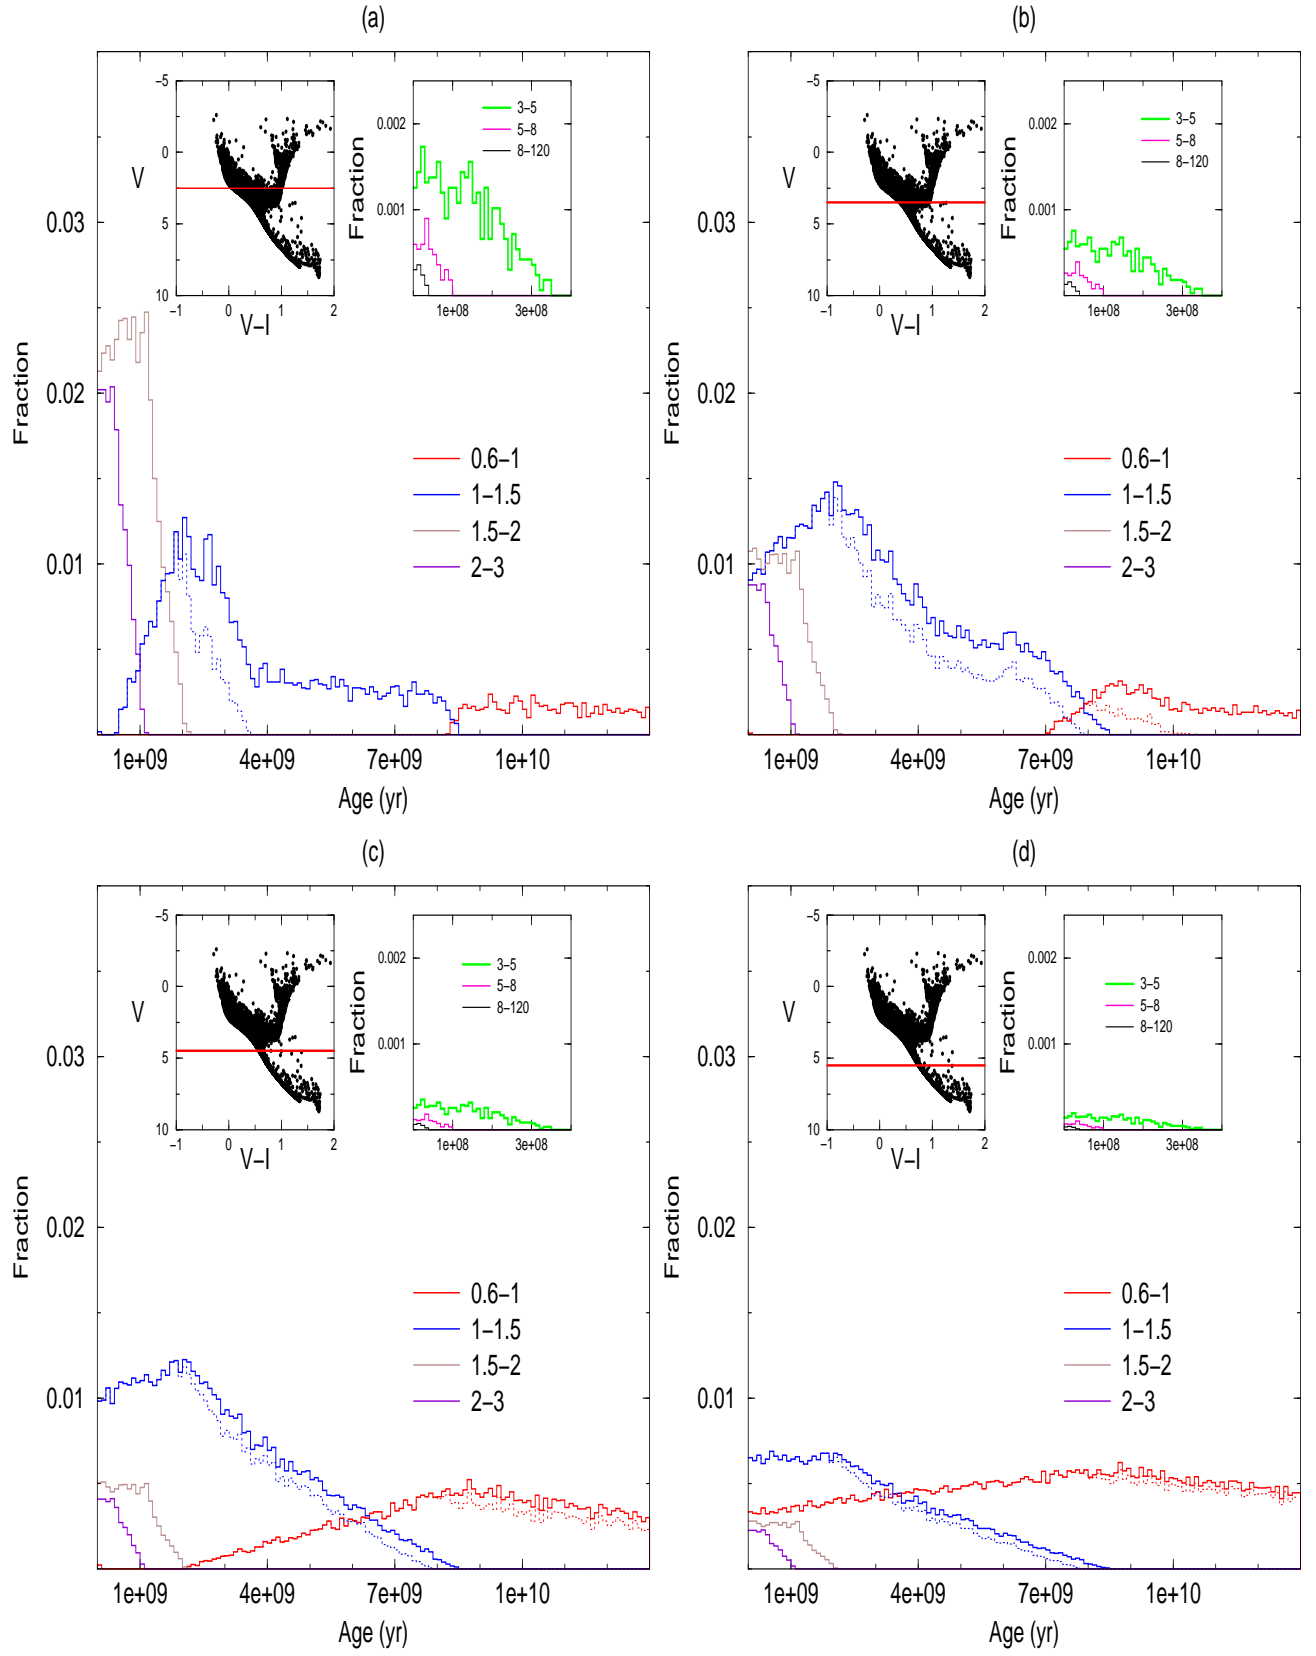 (a)
−5
0
5
10
V
−1
0
1
2
V−I
0.002
0.001
Fraction
3−5
5−8
8−120
1e+08
3e+08
0.03
0.02
0.01
Fraction
0.6−1
1−1.5
1.5−2
2−3
1e+09
4e+09
7e+09
1e+10
Age (yr)
(b)
−5
0
5
10
V
−1
0
1
2
V−I
0.002
0.001
Fraction
3−5
5−8
8−120
1e+08
3e+08
0.03
0.02
0.01
Fraction
0.6−1
1−1.5
1.5−2
2−3
1e+09
4e+09
7e+09
1e+10
Age (yr)
(c)
−5
0
5
10
V
−1
0
1
2
V−I
0.002
0.001
Fraction
3−5
5−8
8−120
1e+08
3e+08
0.03
0.02
0.01
Fraction
0.6−1
1−1.5
1.5−2
2−3
1e+09
4e+09
7e+09
1e+10
Age (yr)
(d)
−5
0
5
10
V
−1
0
1
2
V−I
0.002
0.001
Fraction
3−5
5−8
8−120
1e+08
3e+08
0.03
0.02
0.01
Fraction
0.6−1
1−1.5
1.5−2
2−3
1e+09
4e+09
7e+09
1e+10
Age (yr)